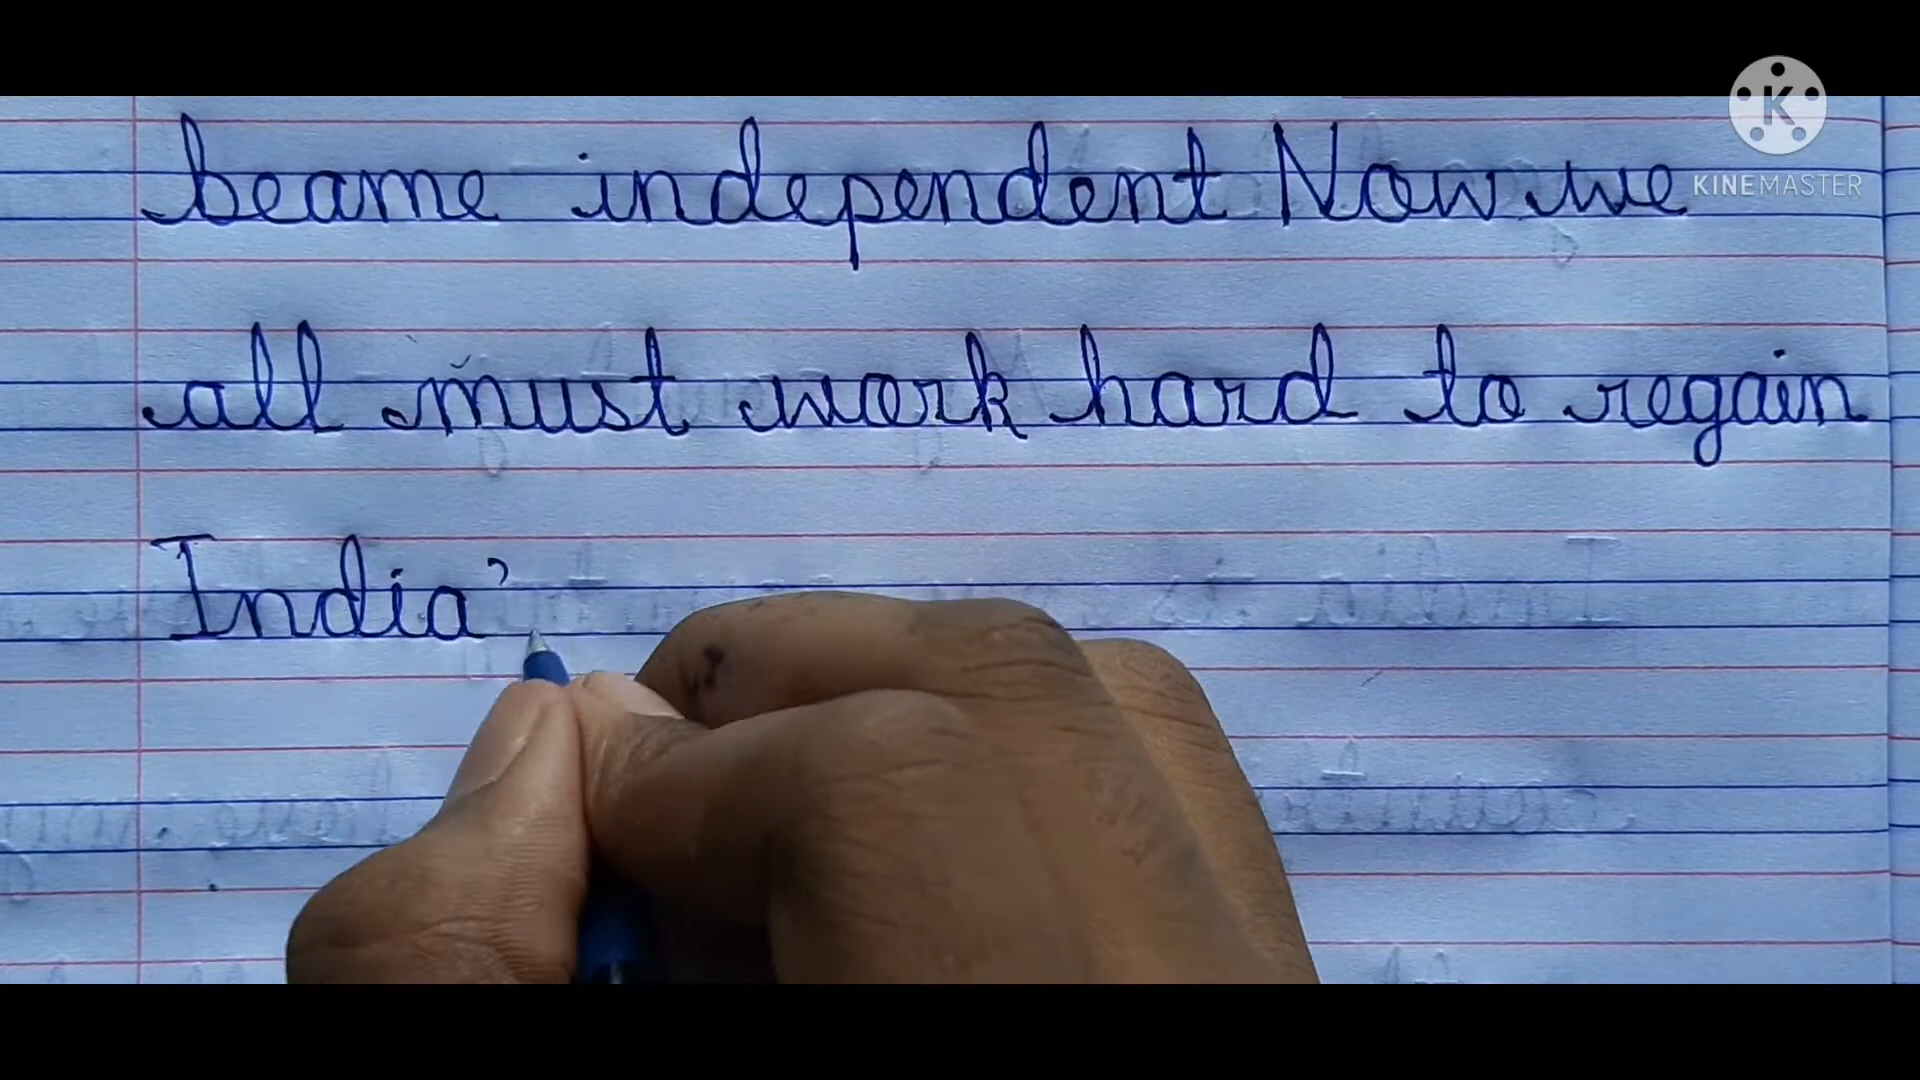 beame independent Now we
all must work hard to regain
India'
K
KINEMASTER